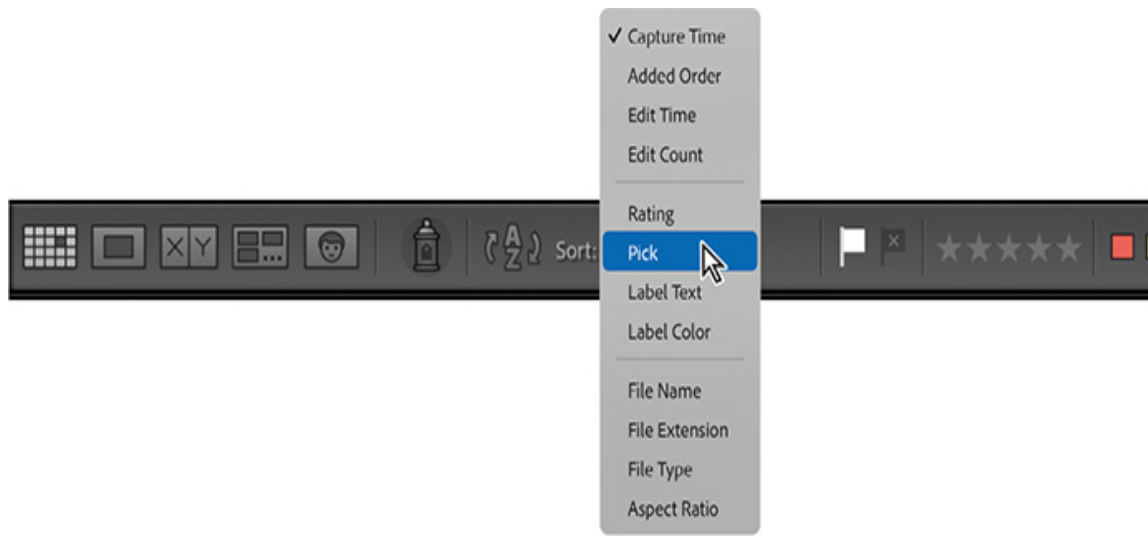 ✓ Capture Time
Added Order
Edit Time
Edit Count
Rating
Sort: Pick
Label Text
Label Color
File Name
File Extension
File Type
Aspect Ratio
X Y
A
Z